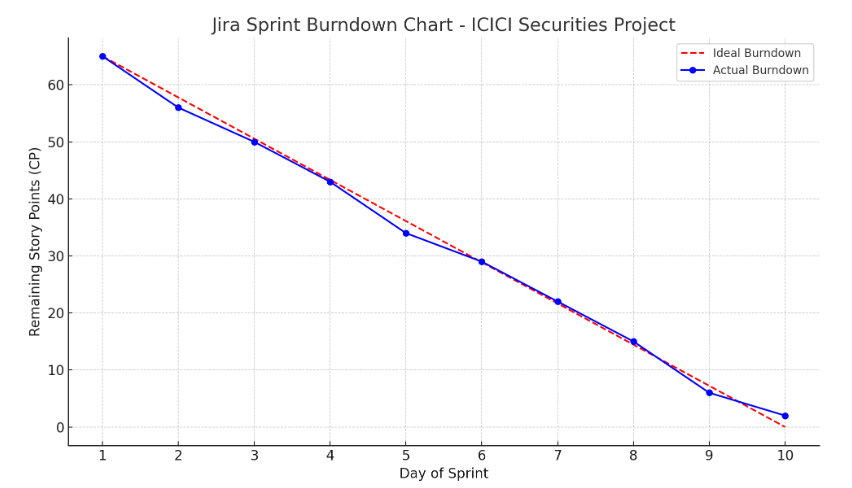 Jira Sprint Burndown Chart - ICICI Securities Project
Ideal Burndown
Actual Burndown
Remaining Story Points (CP)
60
50
40
30
20
10
0
1 2 3 4 5 6 7 8 9 10
Day of Sprint